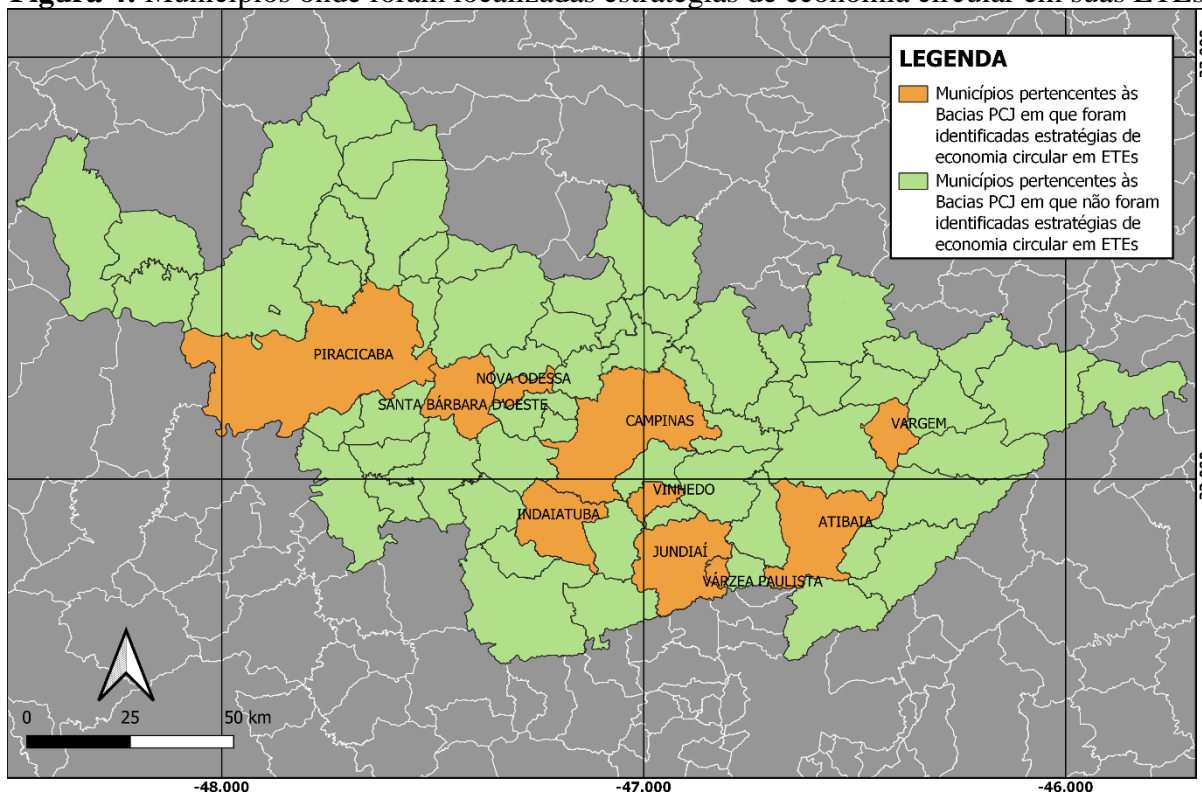 Figura 4. Municípios onde foram localizadas estratégias de economia circular em suas ETEs
LEGENDA
Municípios pertencentes às
Bacias PCJ em que foram
identificadas estratégias de
economia circular em ETEs
Municípios pertencentes às
Bacias PCJ em que não foram
identificadas estratégias de
economia circular em ETEs
PIRACICABA
NOVA ODESSA
SANTA BÁRBARA D'OESTE
CAMPINAS
VARGEM
VINHEDO
INDAIATUBA
ATIBAIA
JUNDIAÍ
VÁRZEA PAULISTA
0 25 50 km
-48.000 -47.000 -46.000